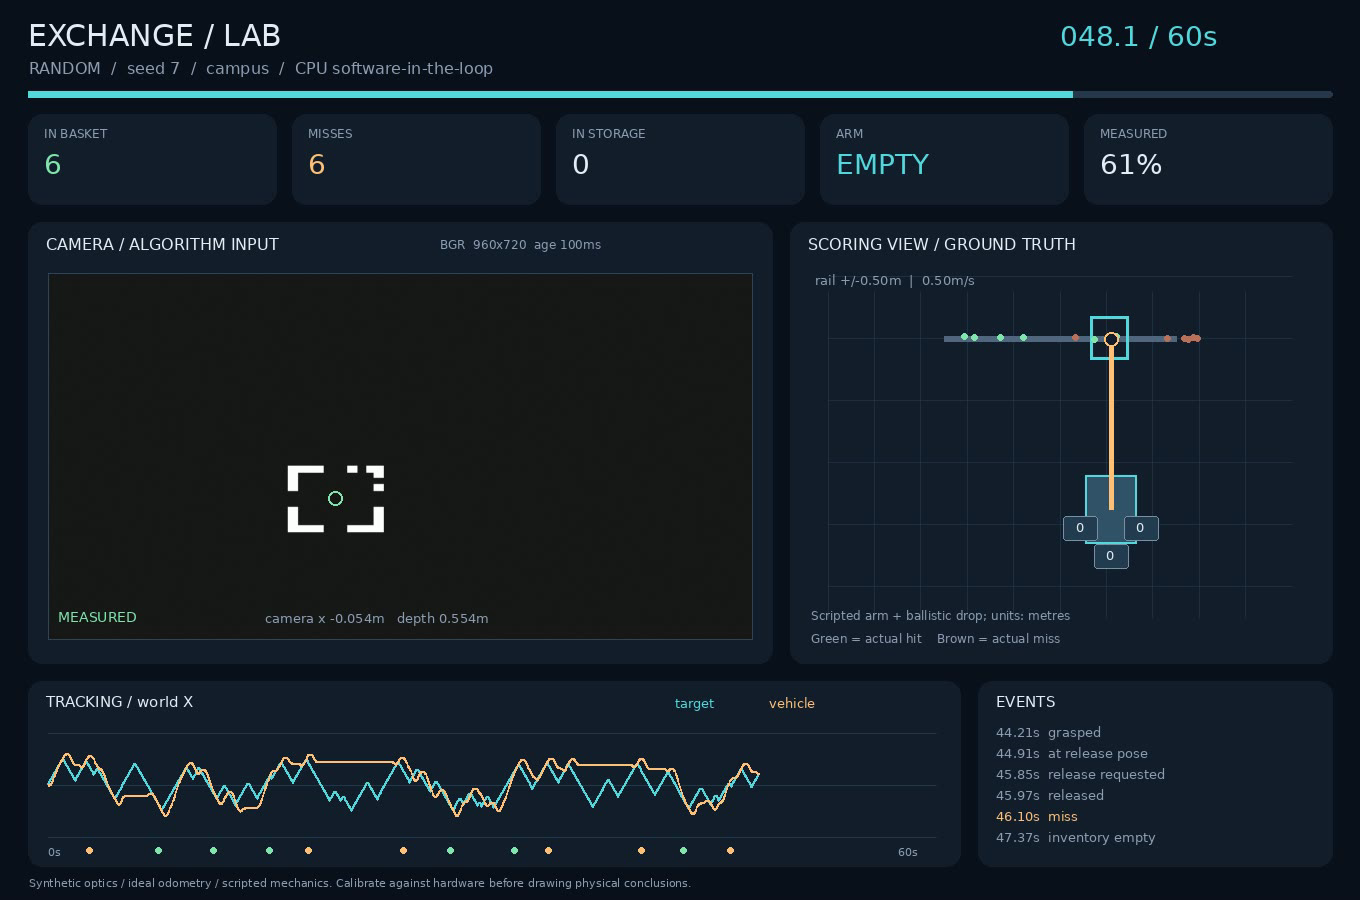 EXCHANGE / LAB
048.1 / 60s
RANDOM / seed 7 / campus / CPU software-in-the-loop
IN BASKET
6
MISSES
6
IN STORAGE
0
ARM
EMPTY
MEASURED
61%
CAMERA / ALGORITHM INPUT
BGR 960x720 age 100ms
MEASURED
camera x -0.054m depth 0.554m
SCORING VIEW / GROUND TRUTH
rail +/-0.50m | 0.50m/s
0
0
0
Scripted arm + ballistic drop; units: metres
Green = actual hit Brown = actual miss
TRACKING / world X
target
vehicle
0s
60s
EVENTS
44.21s grasped
44.91s at release pose
45.85s release requested
45.97s released
46.10s miss
47.37s inventory empty
Synthetic optics / ideal odometry / scripted mechanics. Calibrate against hardware before drawing physical conclusions.